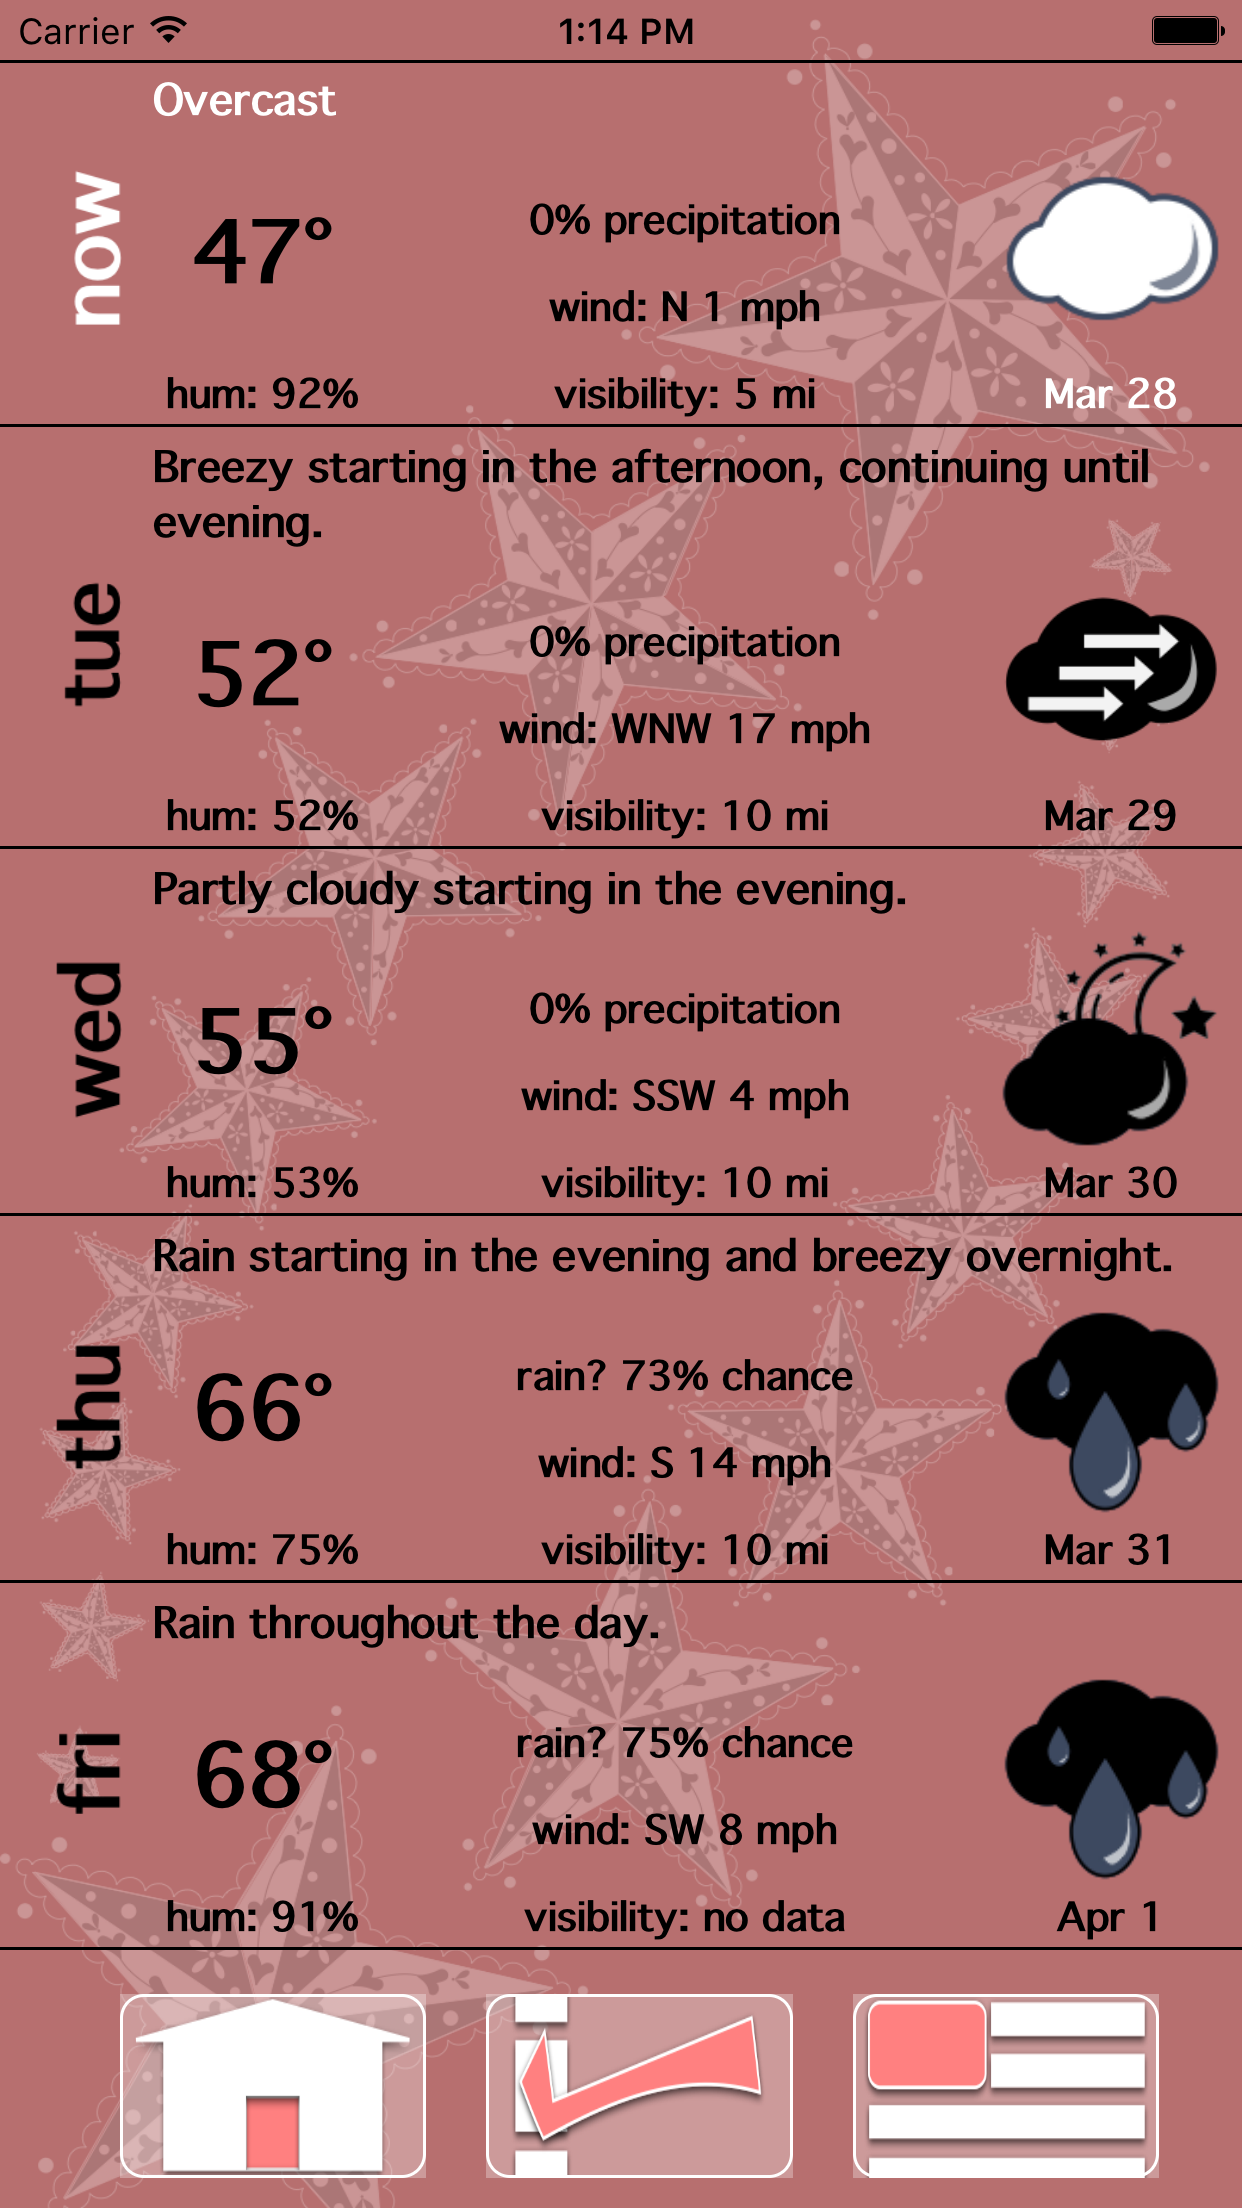 Carrier 1:14 PM
Overcast
now
47°
0% precipitation
wind: N 1 mph
hum: 92%
visibility: 5 mi
Mar 28
Breezy starting in the afternoon, continuing until
evening.
tue
52°
0% precipitation
wind: WNW 17 mph
hum: 52%
visibility: 10 mi
Mar 29
Partly cloudy starting in the evening.
wed
55°
0% precipitation
wind: SSW 4 mph
hum: 53%
visibility: 10 mi
Mar 30
Rain starting in the evening and breezy overnight.
thu
66°
rain? 73% chance
wind: S 14 mph
hum: 75%
visibility: 10 mi
Mar 31
Rain throughout the day.
fri
68°
rain? 75% chance
wind: SW 8 mph
hum: 91%
visibility: no data
Apr 1